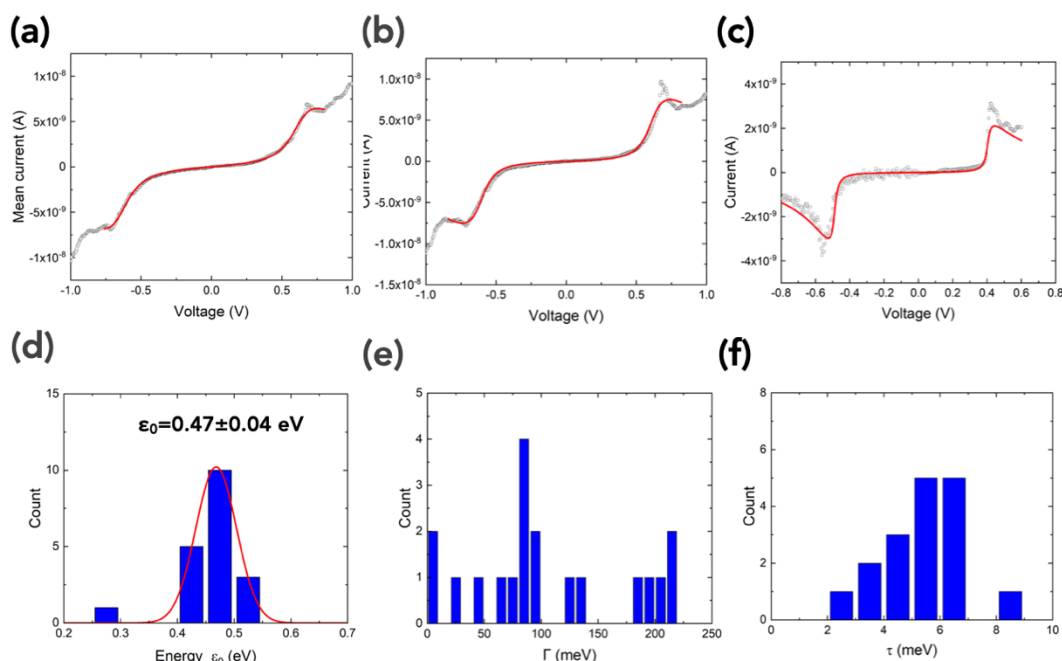 (a)
Mean current (A)
1x10⁻⁸
5x10⁻⁹
0
-5x10⁻⁹
-1x10⁻⁸
-1.0 -0.5 0.0 0.5 1.0
Voltage (V)
(b)
Current (A)
1.5x10⁻⁸
1.0x10⁻⁸
5.0x10⁻⁹
0.0
-5.0x10⁻⁹
-1.0x10⁻⁸
-1.5x10⁻⁸
-1.0 -0.5 0.0 0.5 1.0
Voltage (V)
(c)
Current (A)
4x10⁻⁹
2x10⁻⁹
0
-2x10⁻⁹
-4x10⁻⁹
-0.8 -0.6 -0.4 -0.2 0.0 0.2 0.4 0.6 0.8
Voltage (V)
(d)
Count
15
10
5
0
ε₀=0.47±0.04 eV
0.2 0.3 0.4 0.5 0.6 0.7
Energy ε₀ (eV)
(e)
Count
5
4
3
2
1
0
0 50 100 150 200 250
Γ (meV)
(f)
Count
8
6
4
2
0
0 2 4 6 8 10
τ (meV)